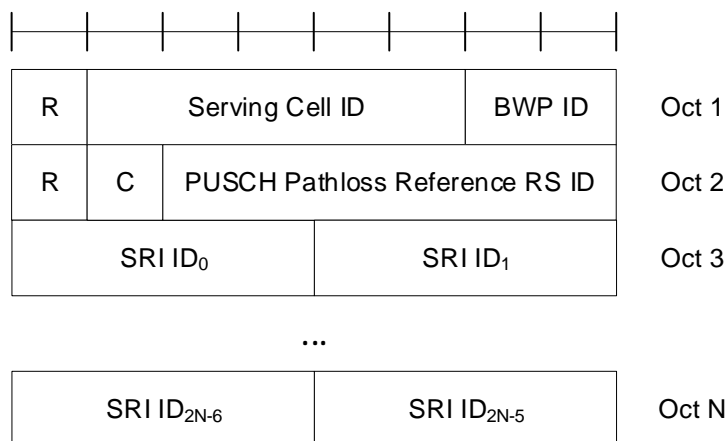 R Serving Cell ID BWP ID Oct 1
R C PUSCH Pathloss Reference RS ID Oct 2
SRI ID₀ SRI ID₁ Oct 3
...
SRI ID₂N₋₆ SRI ID₂N₋₅ Oct N